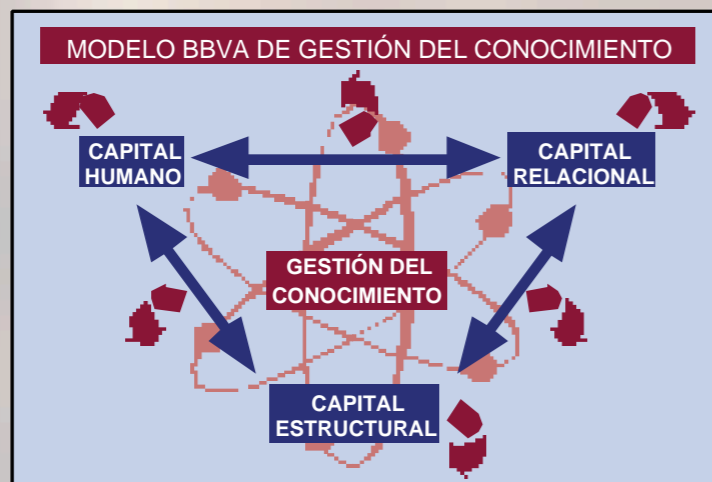 MODELO BBVA DE GESTIÓN DEL CONOCIMIENTO
CAPITAL
HUMANO
CAPITAL
RELACIONAL
GESTIÓN DEL
CONOCIMIENTO
CAPITAL
ESTRUCTURAL